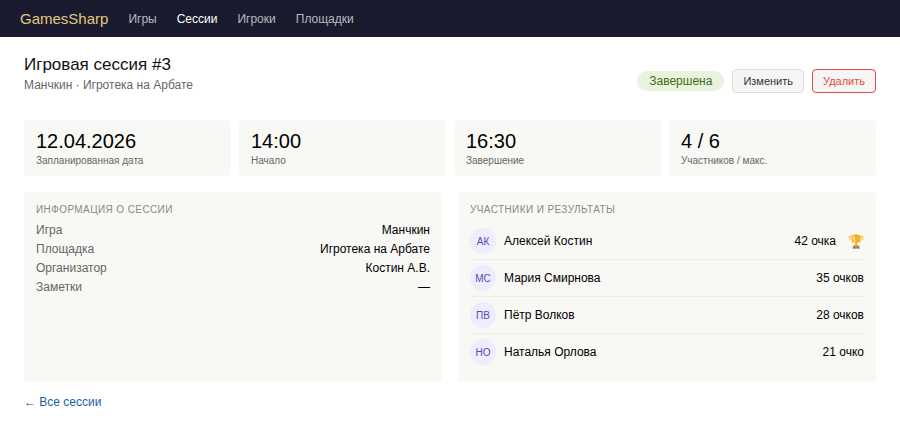 GamesSharp Игры Сессии Игроки Площадки
Игровая сессия #3
Манчкин · Игротека на Арбате
Завершена Изменить Удалить
12.04.2026 14:00 16:30 4 / 6
Запланированная дата Начало Завершение Участников / макс.
ИНФОРМАЦИЯ О СЕССИИ
Игра Манчкин
Площадка Игротека на Арбате
Организатор Костин А.В.
Заметки —
УЧАСТНИКИ И РЕЗУЛЬТАТЫ
АК Алексей Костин 42 очка 🏆
МС Мария Смирнова 35 очков
ПВ Пётр Волков 28 очков
НО Наталья Орлова 21 очко
← Все сессии